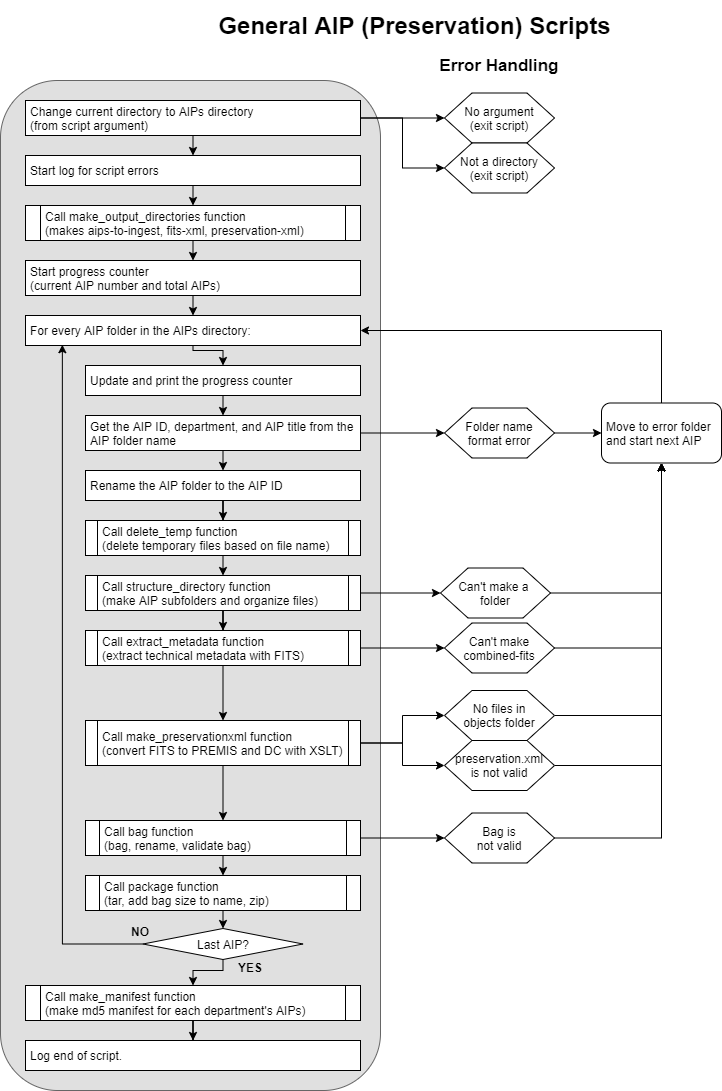 General AIP (Preservation) Scripts
Error Handling
Change current directory to AIPs directory
(from script argument)
No argument
(exit script)
Not a directory
(exit script)
Start log for script errors
Call make_output_directories function
(makes aips-to-ingest, fits-xml, preservation-xml)
Start progress counter
(current AIP number and total AIPs)
For every AIP folder in the AIPs directory:
Update and print the progress counter
Get the AIP ID, department, and AIP title from the
AIP folder name
Folder name
format error
Move to error folder
and start next AIP
Rename the AIP folder to the AIP ID
Call delete_temp function
(delete temporary files based on file name)
Call structure_directory function
(make AIP subfolders and organize files)
Can't make a
folder
Call extract_metadata function
(extract technical metadata with FITS)
Can't make
combined-fits
Call make_preservationxml function
(convert FITS to PREMIS and DC with XSLT)
No files in
objects folder
preservation.xml
is not valid
Call bag function
(bag, rename, validate bag)
Bag is
not valid
Call package function
(tar, add bag size to name, zip)
NO
Last AIP?
YES
Call make_manifest function
(make md5 manifest for each department's AIPs)
Log end of script.